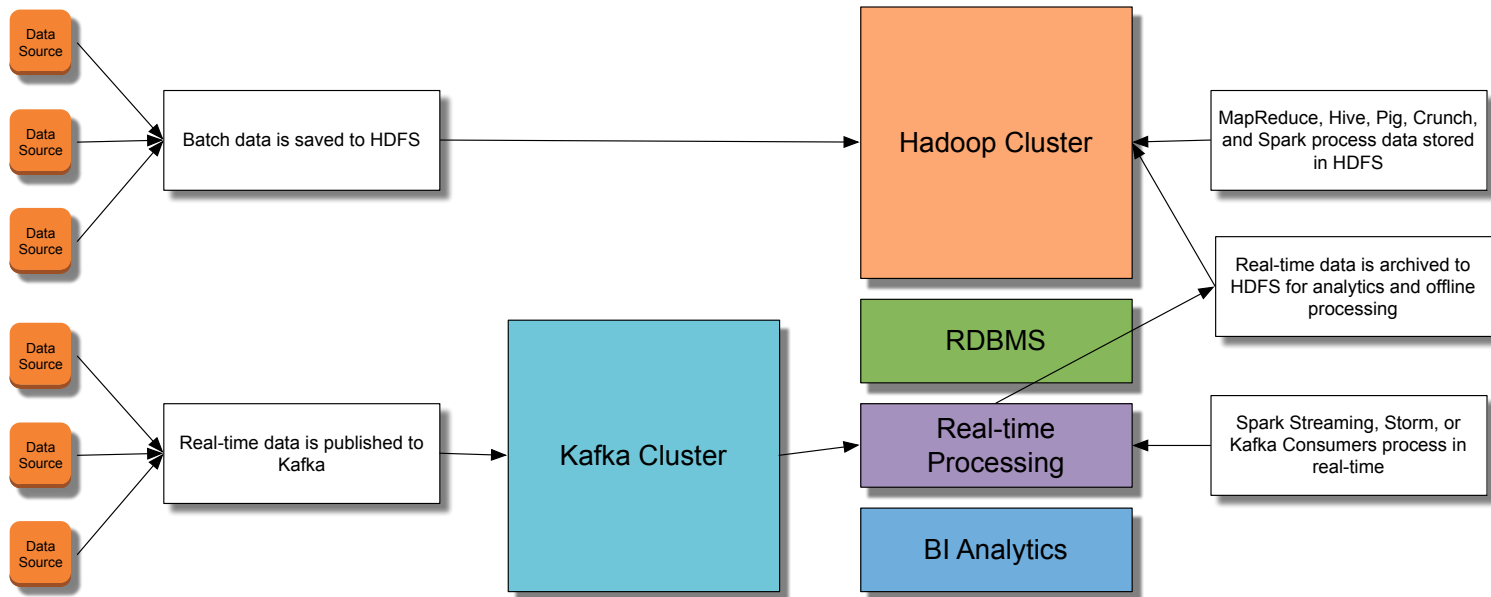 Data
Source
Data
Source
Data
Source
Batch data is saved to HDFS
Hadoop Cluster
MapReduce, Hive, Pig, Crunch,
and Spark process data stored
in HDFS
Real-time data is archived to
HDFS for analytics and offline
processing
RDBMS
Data
Source
Data
Source
Data
Source
Real-time data is published to
Kafka
Kafka Cluster
Real-time
Processing
Spark Streaming, Storm, or
Kafka Consumers process in
real-time
BI Analytics